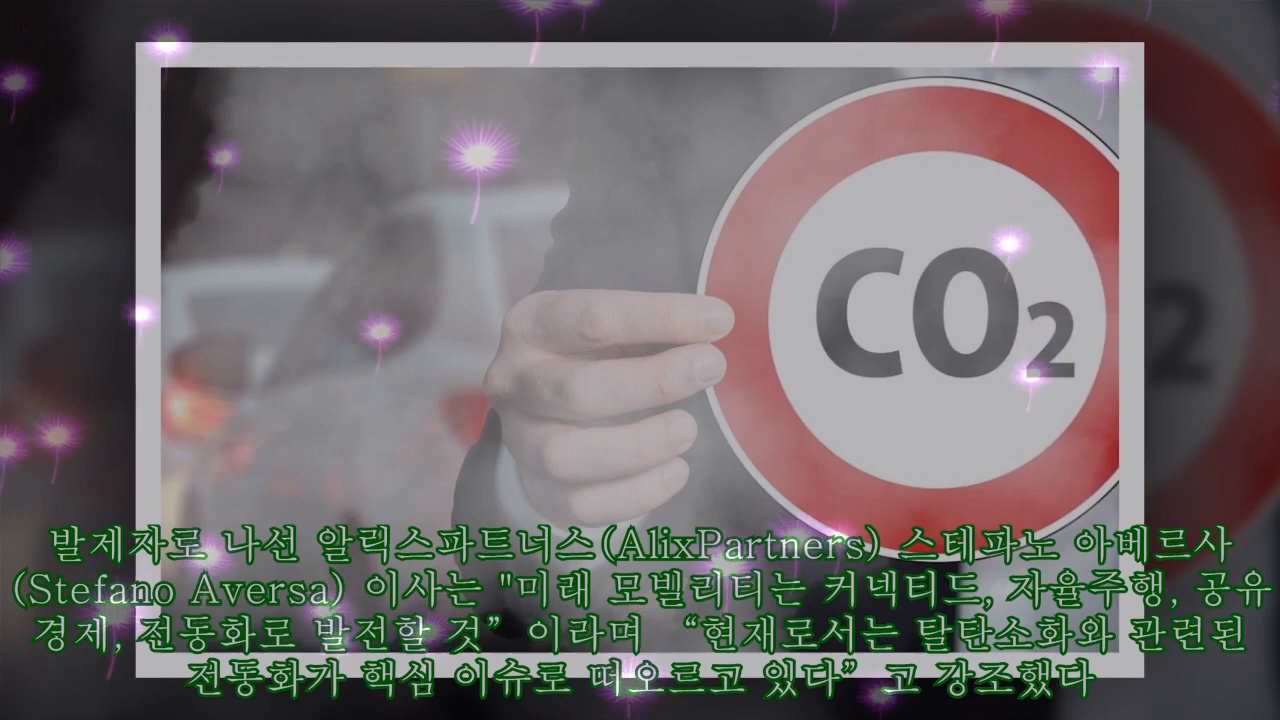 CO2
발제자로 나선 알릭스파트너스(AlixPartners) 스테파노 아베르사
(Stefano Aversa) 이사는 "미래 모빌리티는 커넥티드, 자율주행, 공유
경제, 전동화로 발전할 것” 이라며 “현재로서는 탈탄소화와 관련된
전동화가 핵심 이슈로 떠오르고 있다” 고 강조했다
2